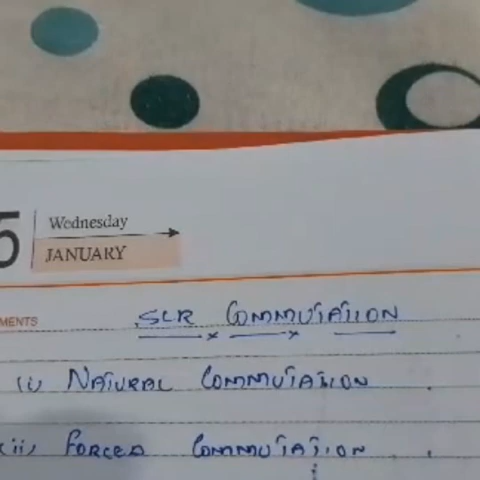 5
Wednesday
JANUARY
MENTS
SCR COMMUTATION
(i) NATURAL COMMUTATION
(ii) FORCED COMMUTATION